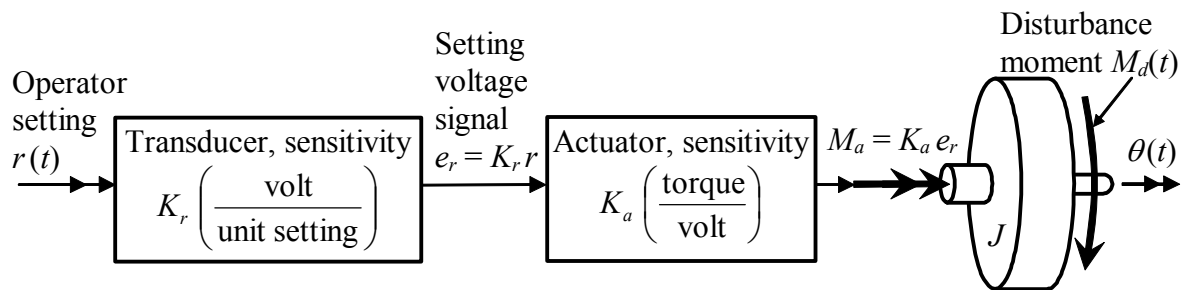 Operator
setting
r(t)
Transducer, sensitivity
K_r ( volt / unit setting )
Setting
voltage
signal
e_r = K_r r
Actuator, sensitivity
K_a ( torque / volt )
M_a = K_a e_r
J
Disturbance
moment M_d(t)
θ(t)